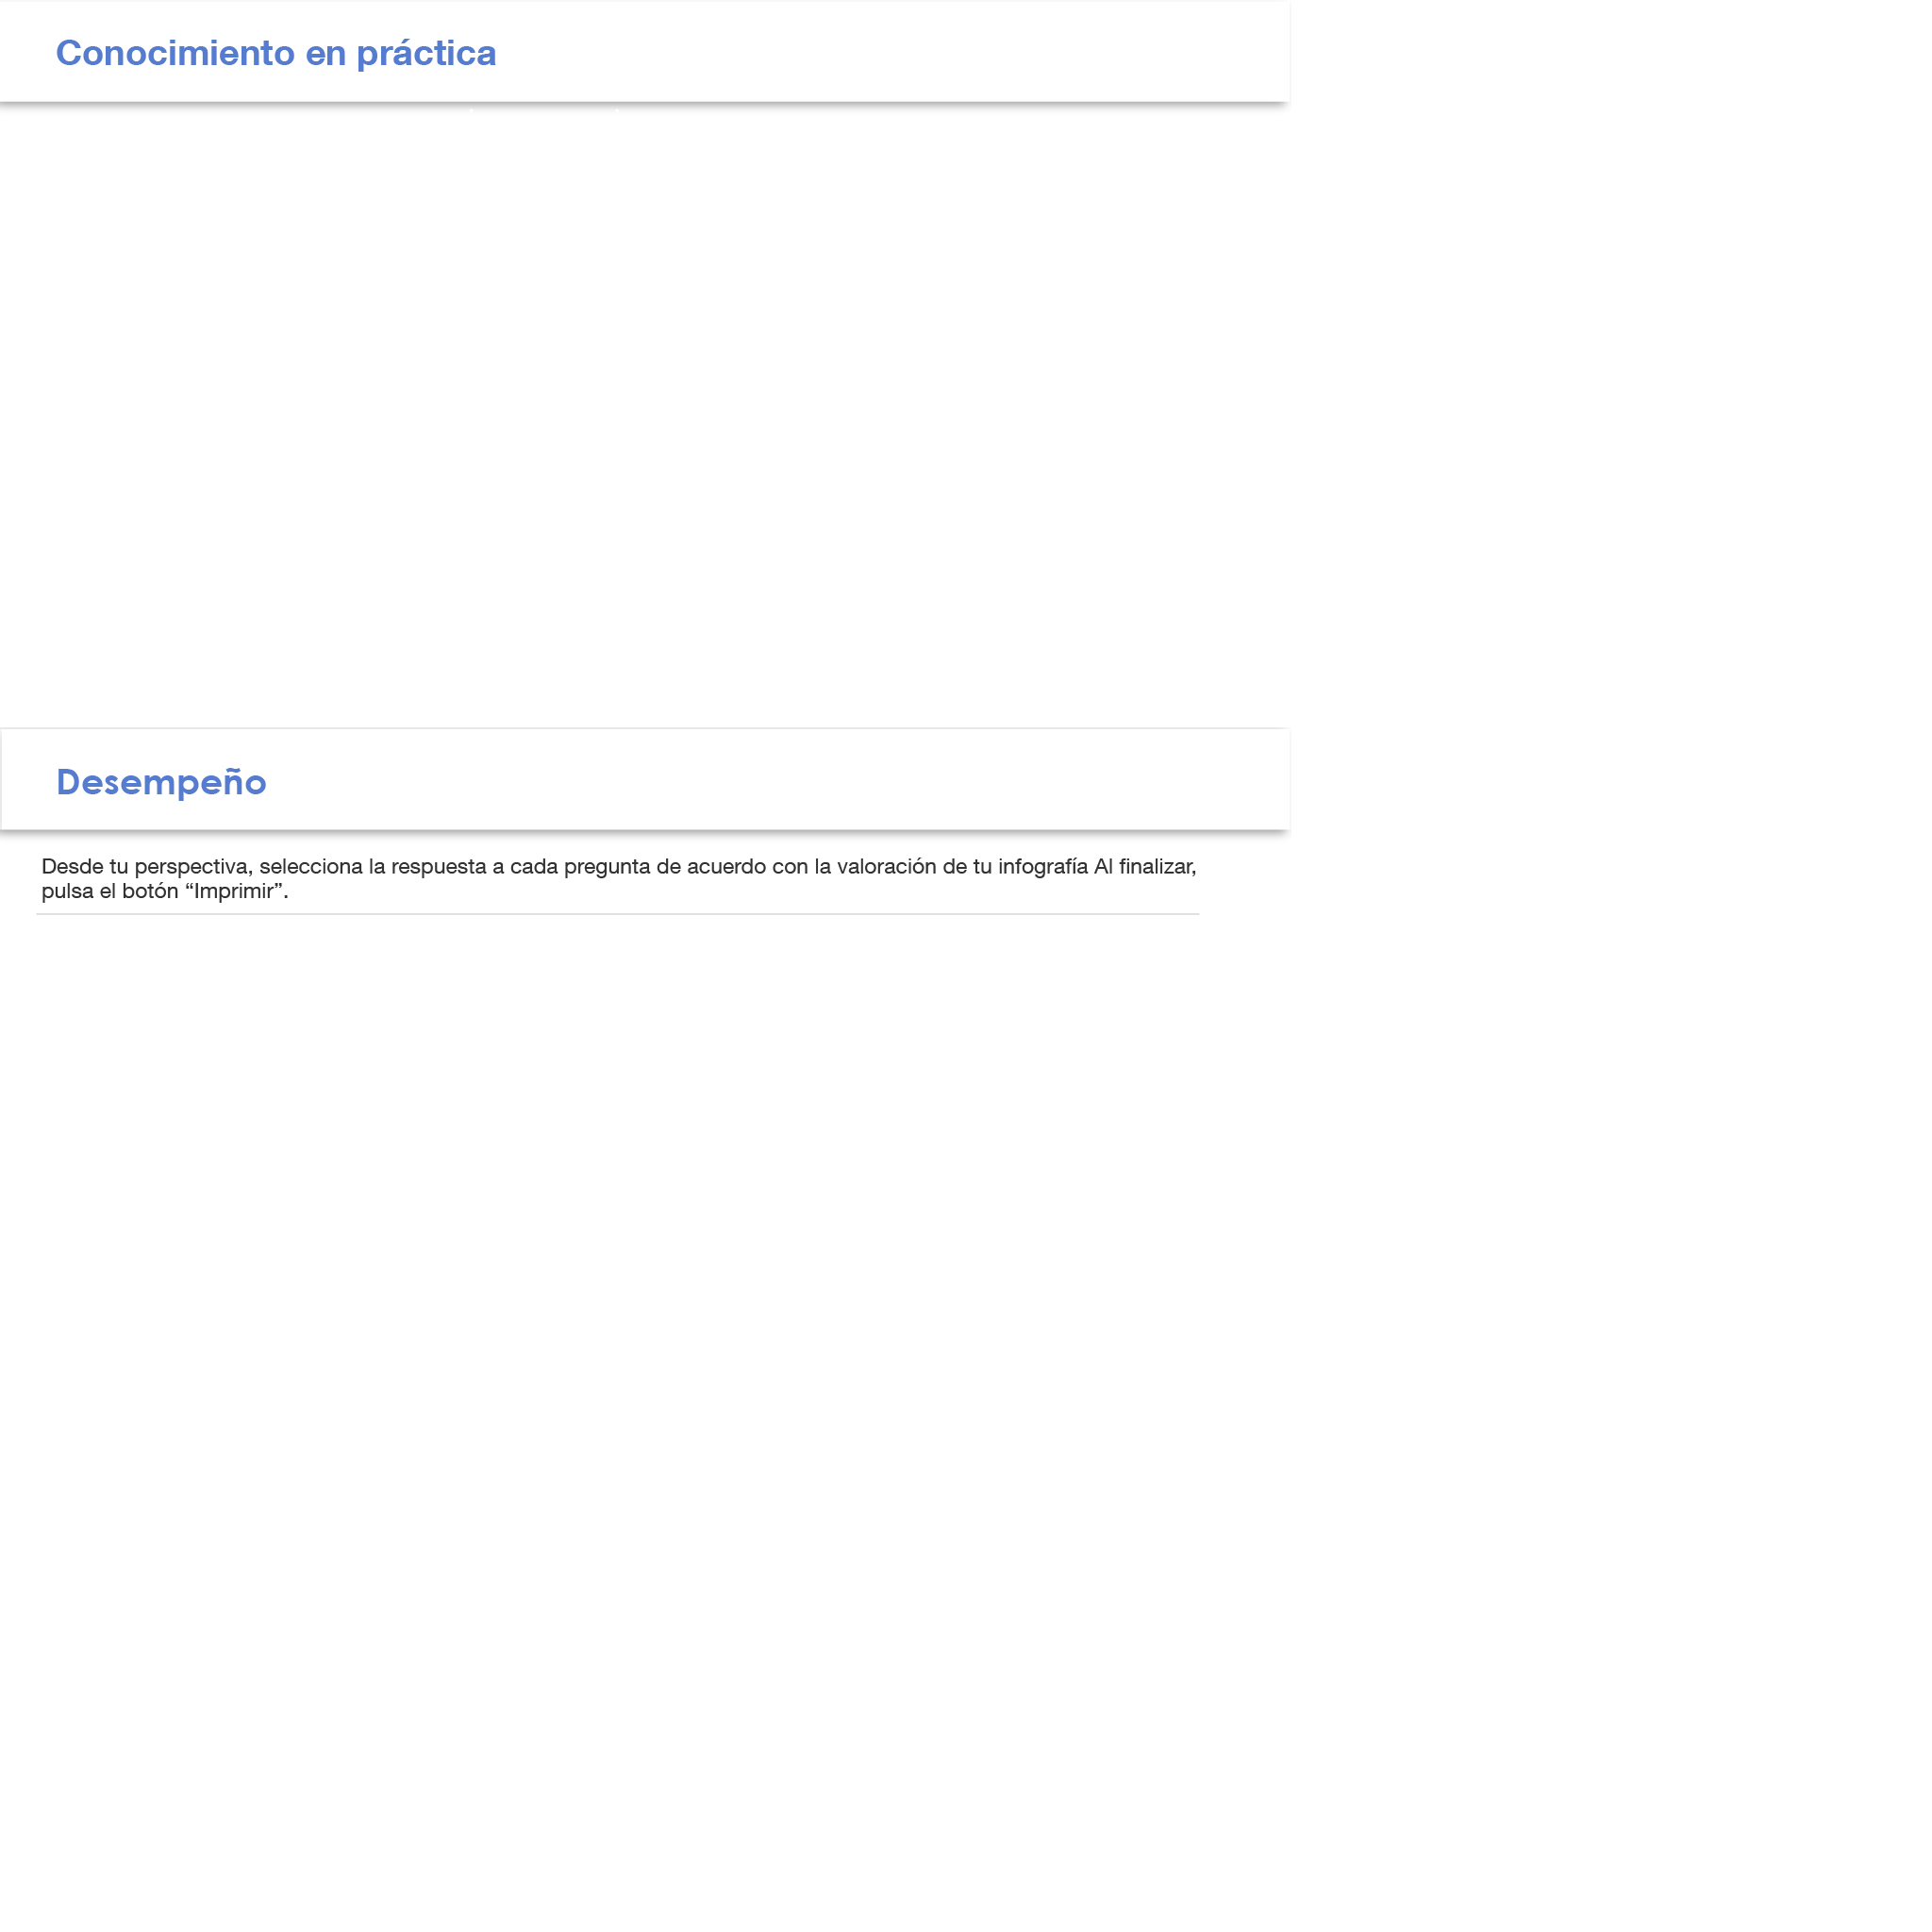 Conocimiento en práctica
Desempeño
Desde tu perspectiva, selecciona la respuesta a cada pregunta de acuerdo con la valoración de tu infografía Al finalizar,
pulsa el botón “Imprimir”.